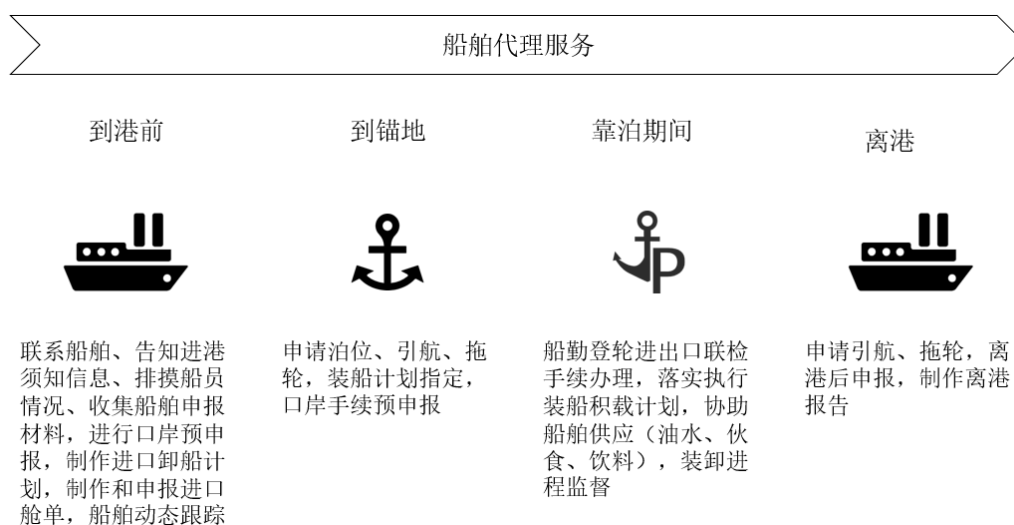 船舶代理服务
到港前
到锚地
靠泊期间
离港
P
联系船舶、告知进港
须知信息、排摸船员
情况、收集船舶申报
材料，进行口岸预申
报，制作进口卸船计
划，制作和申报进口
舱单，船舶动态跟踪
申请泊位、引航、拖
轮，装船计划指定，
口岸手续预申报
船勤登轮进出口联检
手续办理，落实执行
装船积载计划，协助
船舶供应（油水、伙
食、饮料），装卸进
程监督
申请引航、拖轮，离
港后申报，制作离港
报告